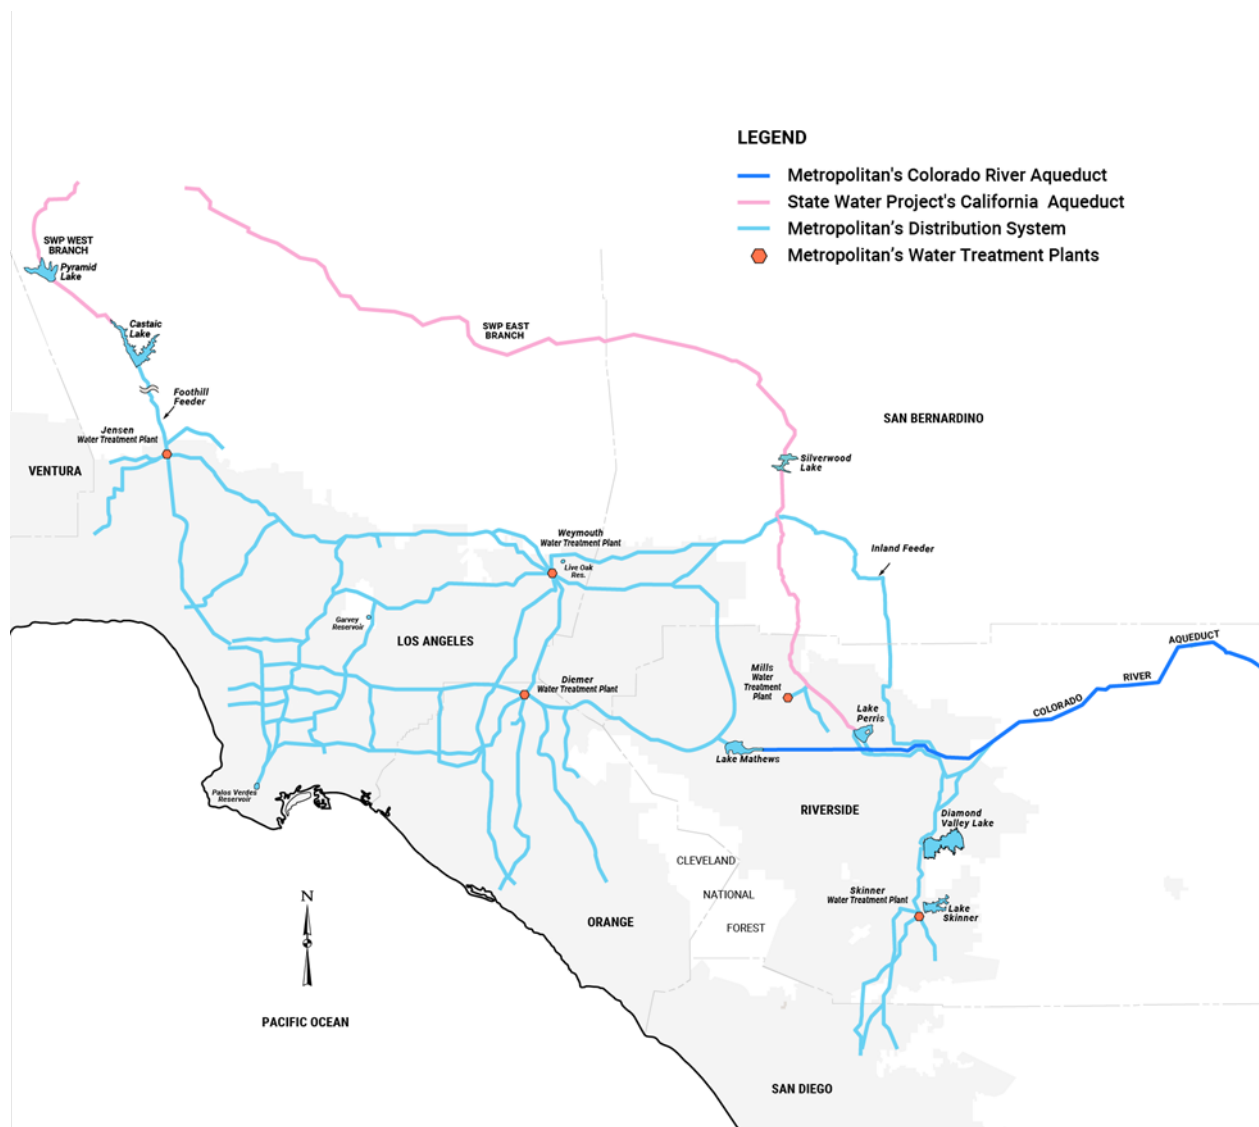 LEGEND
Metropolitan's Colorado River Aqueduct
State Water Project's California Aqueduct
Metropolitan's Distribution System
Metropolitan's Water Treatment Plants
SWP WEST
BRANCH
Pyramid
Lake
Castaic
Lake
SWP EAST
BRANCH
Foothill
Feeder
Jensen
Water Treatment Plant
VENTURA
SAN BERNARDINO
Silverwood
Lake
Weymouth
Water Treatment Plant
Live Oak
Res.
Inland Feeder
Garvey
Reservoir
LOS ANGELES
Diemer
Water Treatment Plant
Mills
Water
Treatment
Plant
Lake
Perris
COLORADO
RIVER
AQUEDUCT
Lake Mathews
Palos Verdes
Reservoir
RIVERSIDE
Diamond
Valley Lake
CLEVELAND
NATIONAL
FOREST
Skinner
Water Treatment Plant
Lake
Skinner
N
ORANGE
PACIFIC OCEAN
SAN DIEGO